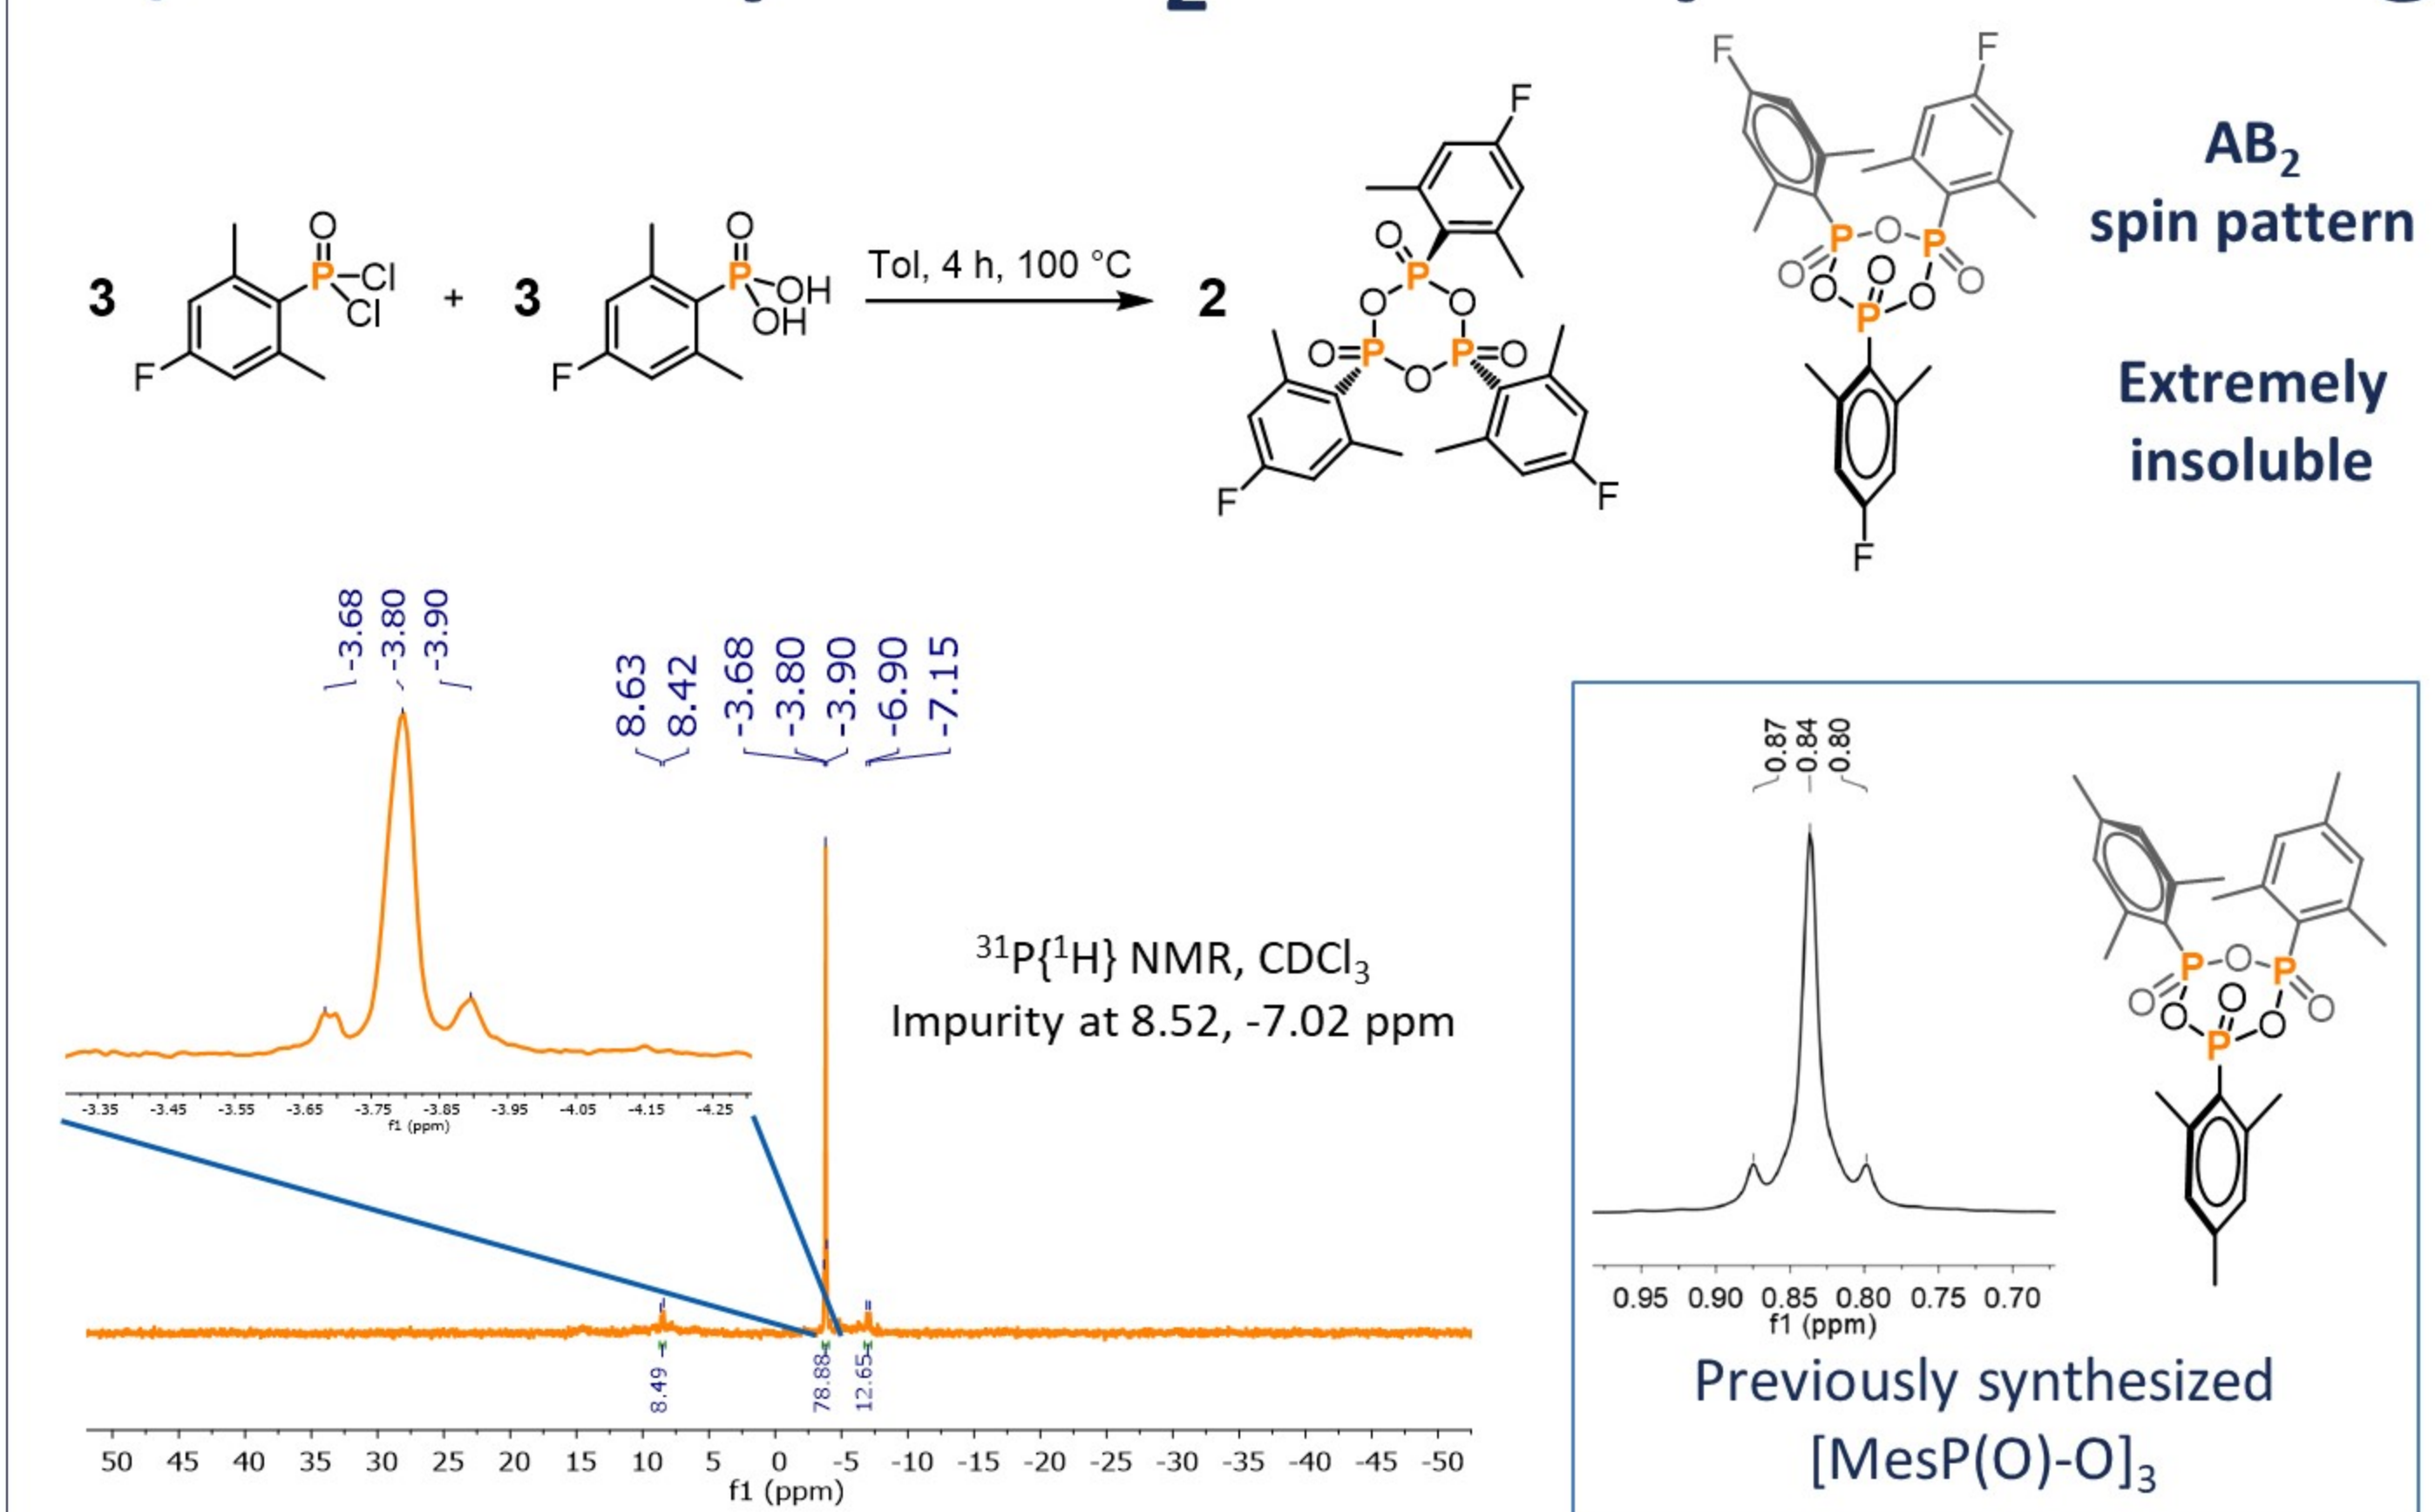 3
O
P
Cl
Cl
F
+
3
O
P
OH
OH
F
Tol, 4 h, 100 °C
2
F
O
P
O
O
O=P
P=O
O
F
F
F
F
P
O
P
O
O
O
O
O
P
F
AB2
spin pattern
Extremely
insoluble
-3.68
-3.80
-3.90
8.63
8.42
-3.68
-3.80
-3.90
-6.90
-7.15
-3.35 -3.45 -3.55 -3.65 -3.75 -3.85 -3.95 -4.05 -4.15 -4.25
f1 (ppm)
31P{1H} NMR, CDCl3
Impurity at 8.52, -7.02 ppm
8.49
78.88
12.65
50 45 40 35 30 25 20 15 10 5 0 -5 -10 -15 -20 -25 -30 -35 -40 -45 -50
f1 (ppm)
0.87
0.84
0.80
P
O
P
O
O
O
O
O
P
0.95 0.90 0.85 0.80 0.75 0.70
f1 (ppm)
Previously synthesized
[MesP(O)-O]3